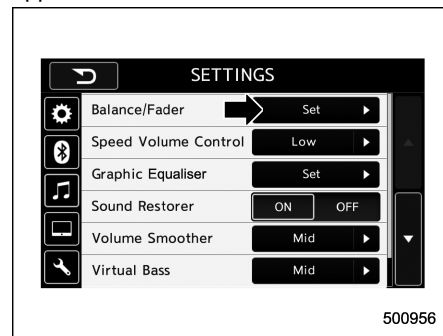 SETTINGS
Balance/Fader Set
Speed Volume Control Low
Graphic Equaliser Set
Sound Restorer ON OFF
Volume Smoother Mid
Virtual Bass Mid
500956